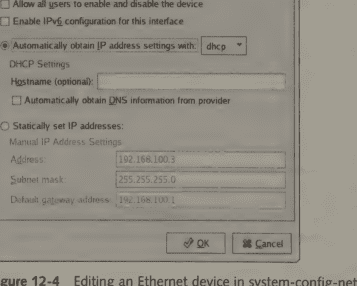 Allow all users to enable and disable the device
Enable IPv6 configuration for this interface
Automatically obtain IP address settings with: dhcp
DHCP Settings
Hostname (optional):
Automatically obtain DNS information from provider
Statically set IP addresses:
Manual IP Address Settings
Address: 192.168.100.3
Subnet mask: 255.255.255.0
Default gateway address: 192.168.100.1
OK Cancel
gure 12-4 Editing an Ethernet device in system-config-net